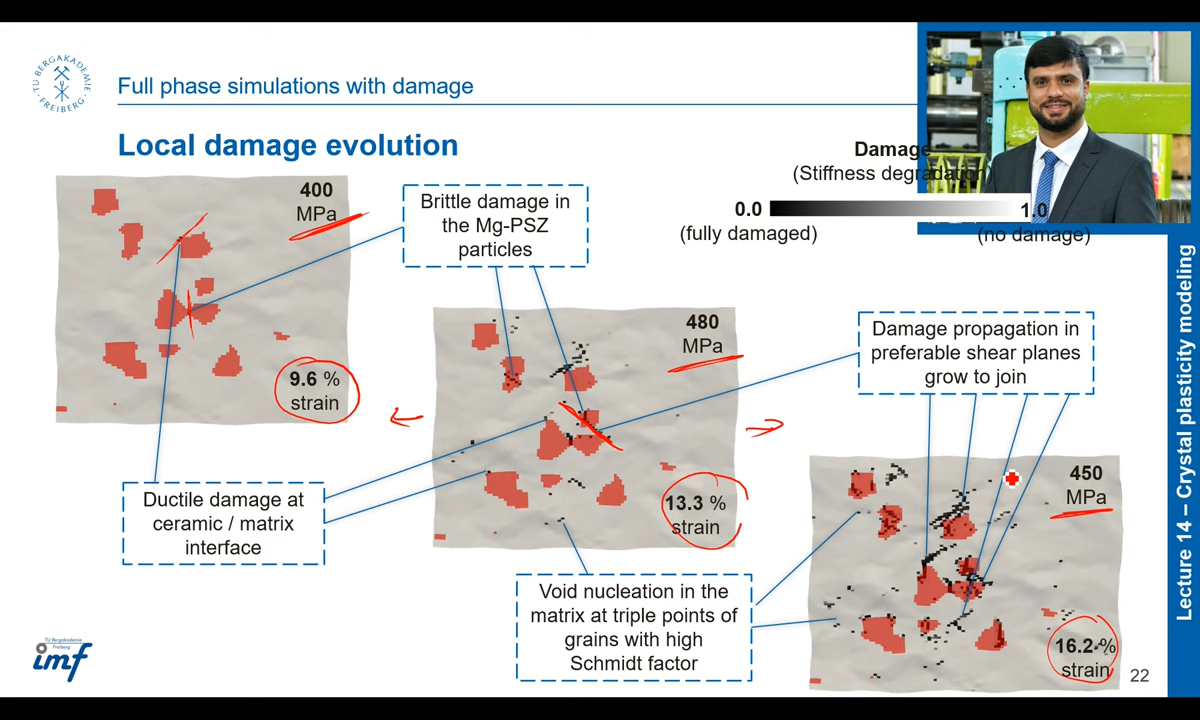 TU BERGAKADEMIE
FREIBERG
Full phase simulations with damage
Local damage evolution
Damage
(Stiffness degradation)
0.0
1.0
(fully damaged)
(no damage)
400
MPa
9.6 %
strain
Brittle damage in
the Mg-PSZ
particles
480
MPa
13.3 %
strain
Damage propagation in
preferable shear planes
grow to join
Ductile damage at
ceramic / matrix
interface
Void nucleation in the
matrix at triple points of
grains with high
Schmidt factor
450
MPa
16.2 %
strain
Lecture 14 – Crystal plasticity modeling
TU Bergakademie
Freiberg
imf
22